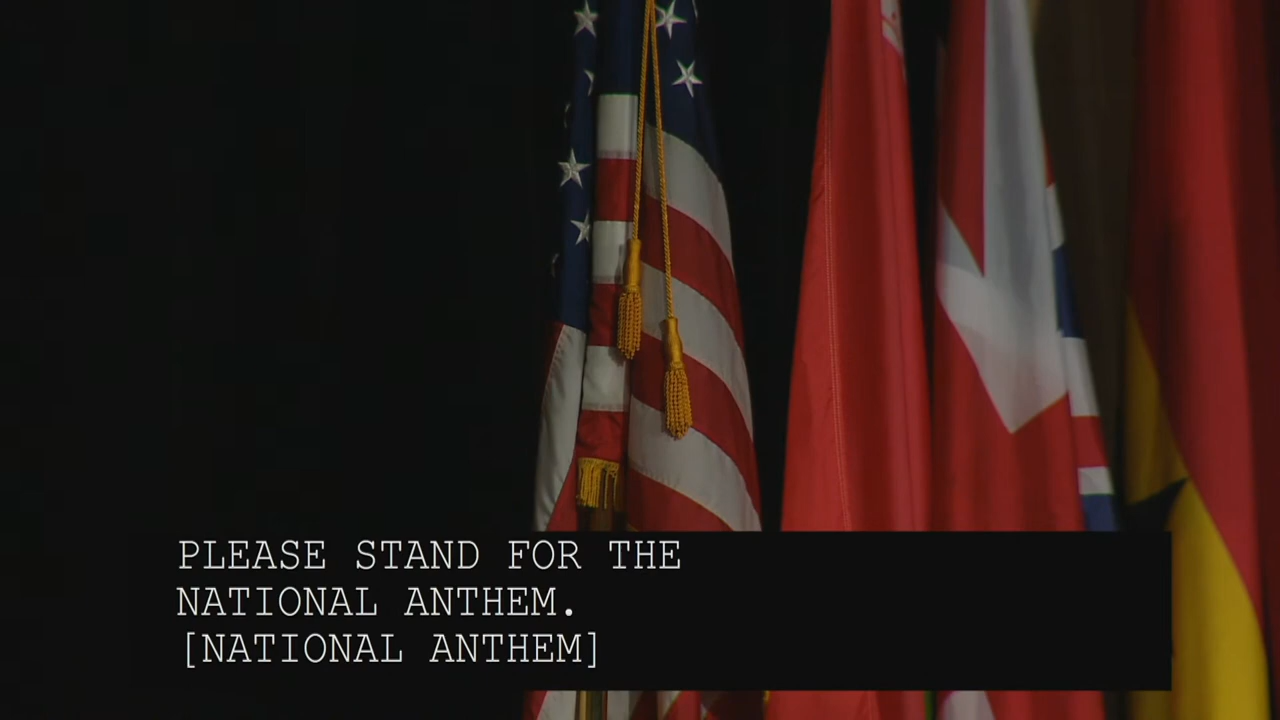 PLEASE STAND FOR THE
NATIONAL ANTHEM.
[NATIONAL ANTHEM]